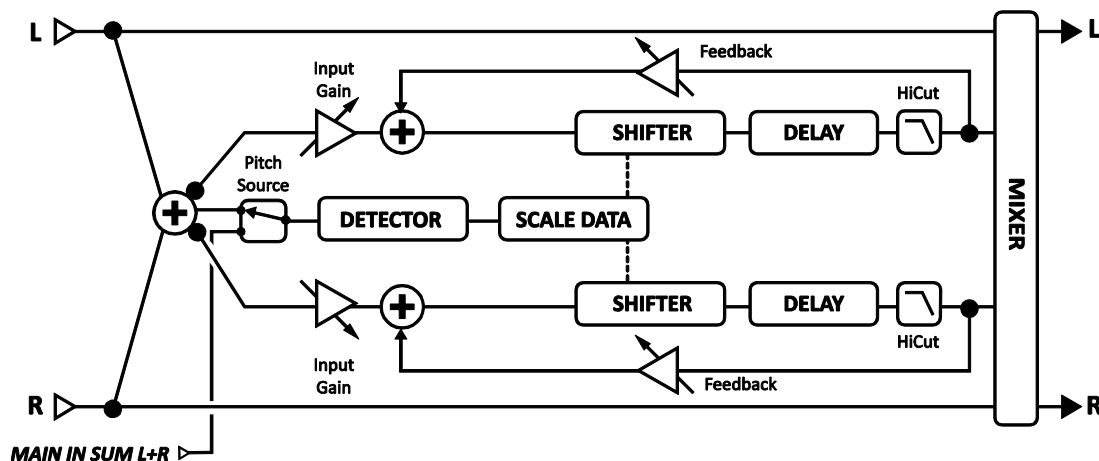 L
L
Feedback
Input
Gain
HiCut
+
SHIFTER
DELAY
Pitch
Source
+
DETECTOR
SCALE DATA
MIXER
+
SHIFTER
DELAY
HiCut
Input
Gain
Feedback
R
R
MAIN IN SUM L+R